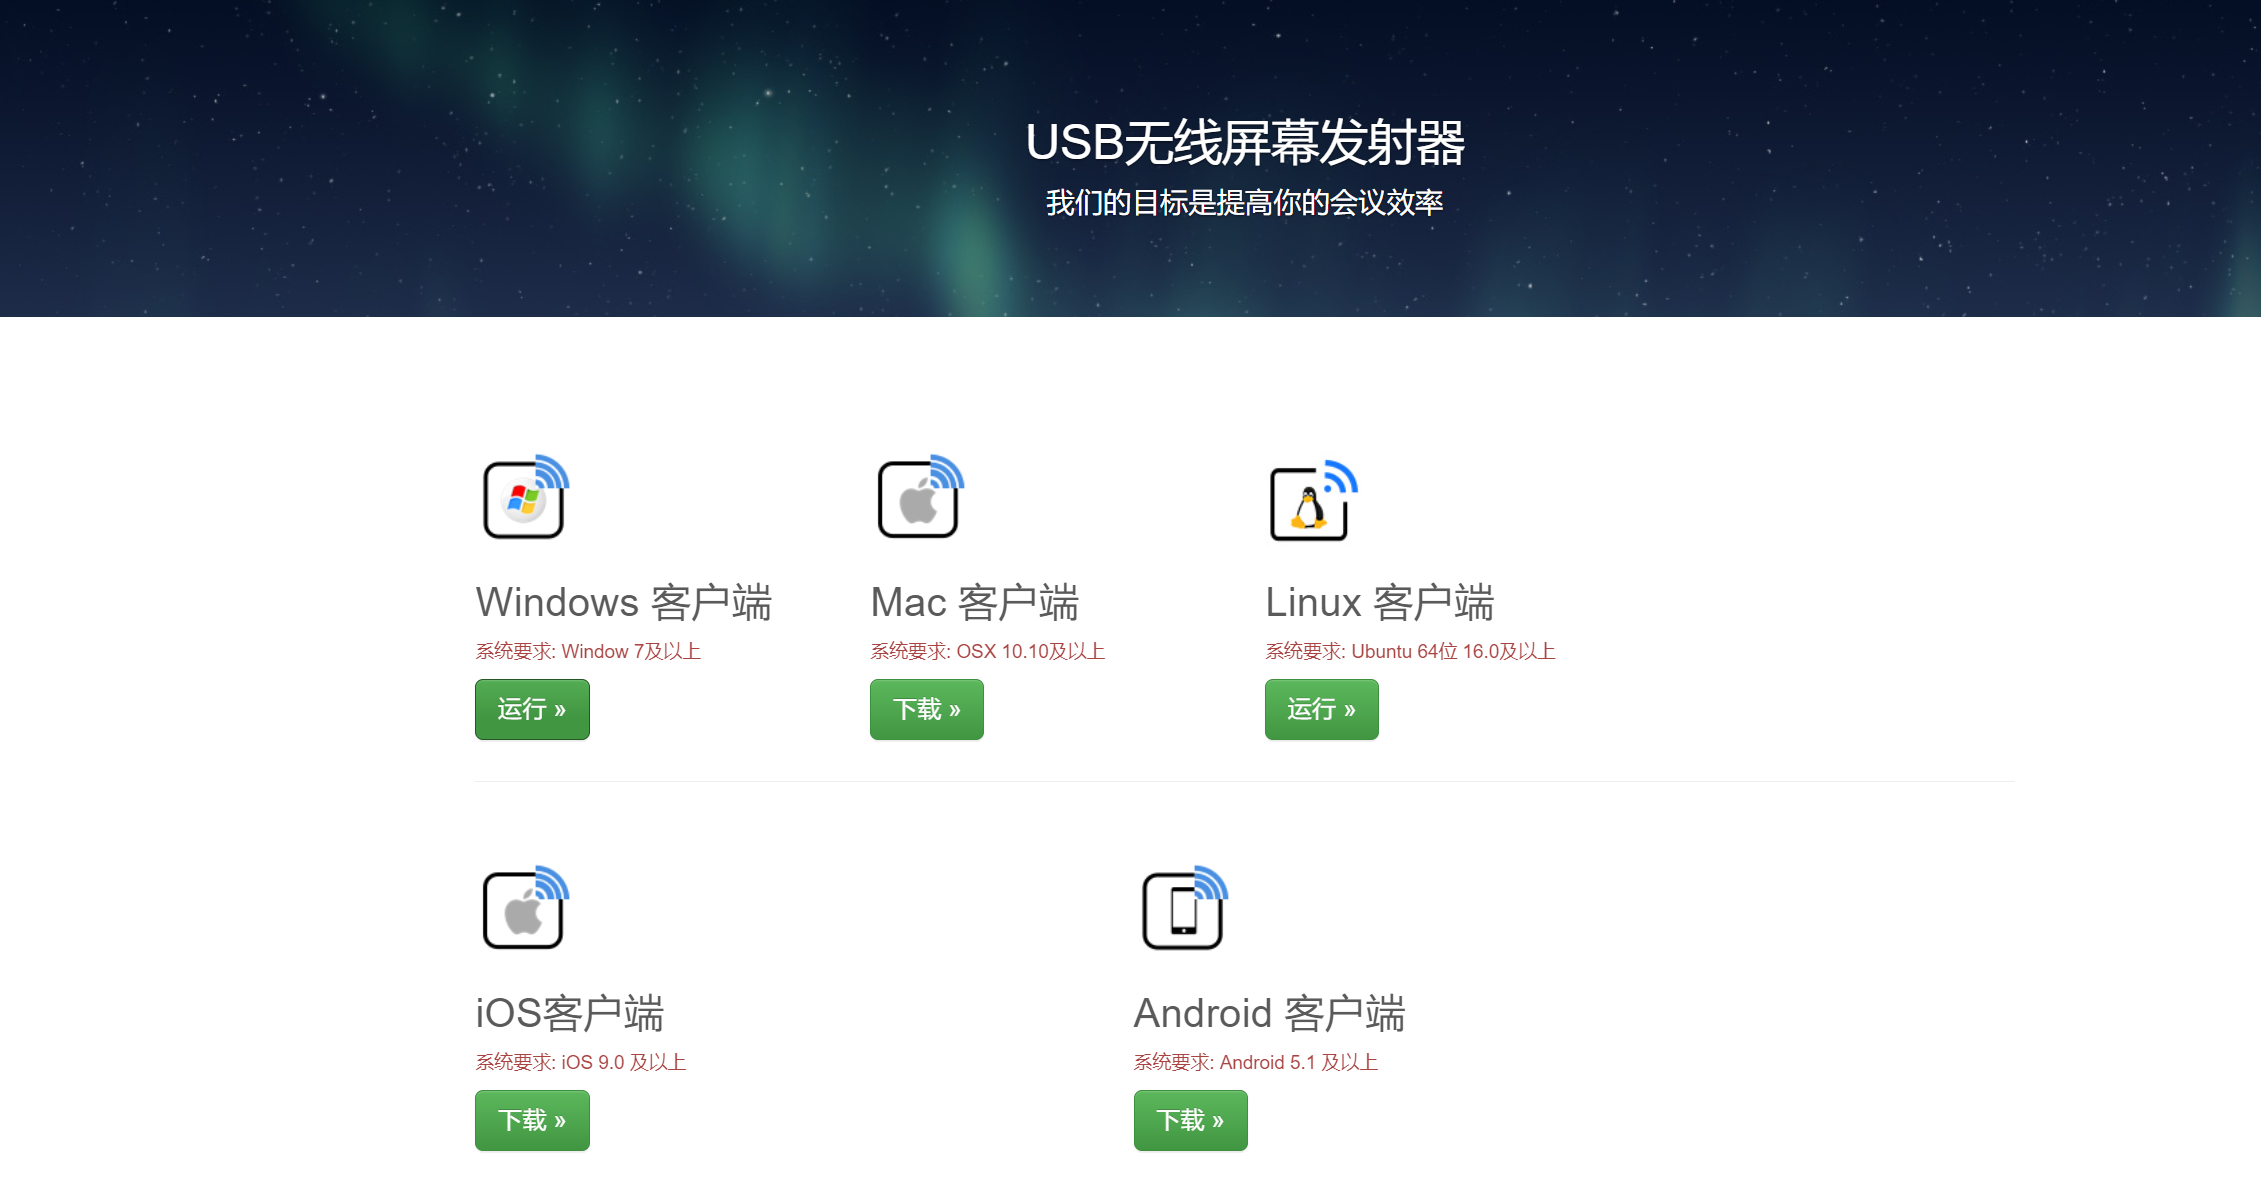 USB无线屏幕发射器
我们的目标是提高你的会议效率
Windows 客户端
系统要求: Window 7及以上
运行 »
Mac 客户端
系统要求: OSX 10.10及以上
下载 »
Linux 客户端
系统要求: Ubuntu 64位 16.0及以上
运行 »
iOS客户端
系统要求: iOS 9.0 及以上
下载 »
Android 客户端
系统要求: Android 5.1 及以上
下载 »